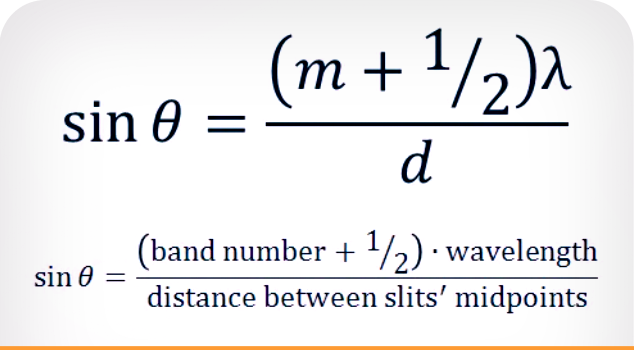 sin θ = (m + 1/2)λ / d
sin θ = (band number + 1/2) · wavelength / distance between slits′ midpoints